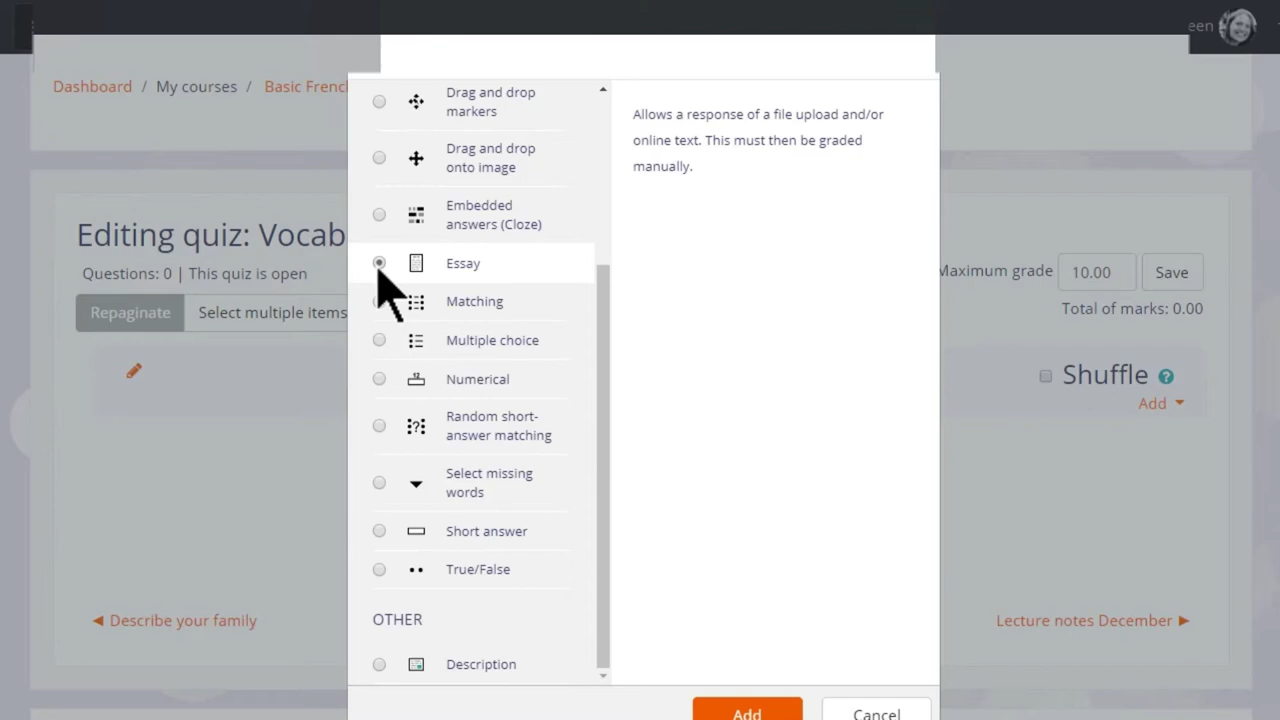 een
Dashboard / My courses / Basic Frenc
Drag and drop
markers
Drag and drop
onto image
Embedded
answers (Cloze)
Essay
Matching
Multiple choice
Numerical
Random short-
answer matching
Select missing
words
Short answer
True/False
OTHER
Description
Allows a response of a file upload and/or
online text. This must then be graded
manually.
Add
Cancel
Editing quiz: Vocab
Questions: 0 | This quiz is open
Repaginate
Select multiple items
Maximum grade 10.00 Save
Total of marks: 0.00
Shuffle ?
Add
◄ Describe your family
Lecture notes December ►